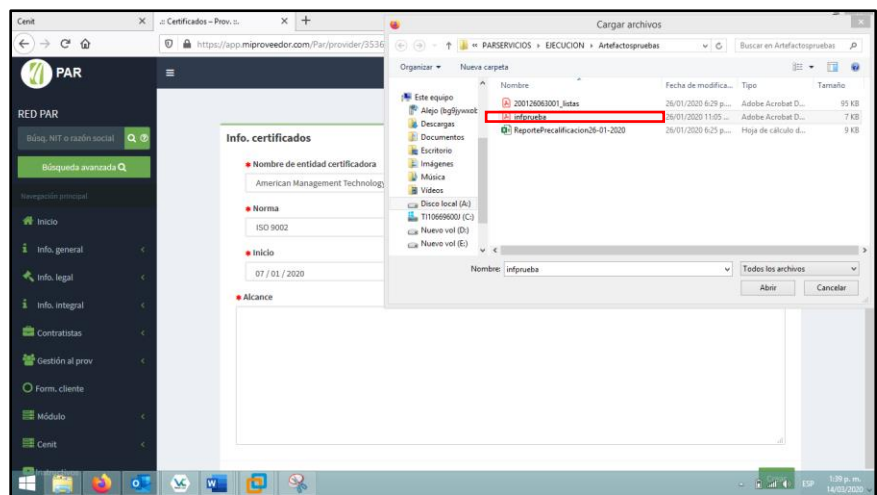 Cenit
.:: Certificados – Prov. ::.
https://app.miproveedor.com/Par/provider/3536
PAR
RED PAR
Búsq. NIT o razón social
Búsqueda avanzada
Navegación principal
Inicio
Info. general
Info. legal
Info. integral
Contratistas
Gestión al prov
Form. cliente
Módulo
Cenit
Info. certificados
Nombre de entidad certificadora
American Management Technology
Norma
ISO 9002
Inicio
07 / 01 / 2020
Alcance
Cargar archivos
« PARSERVICIOS › EJECUCION › Artefactospruebas
Buscar en Artefactospruebas
Organizar
Nueva carpeta
Este equipo
Alejo (bg9jywxob
Descargas
Documentos
Escritorio
Imágenes
Música
Vídeos
Disco local (A:)
TI10669600J (C:)
Nuevo vol (D:)
Nuevo vol (E:)
Nombre Fecha de modifica... Tipo Tamaño
200126063001_listas 26/01/2020 6:29 p.... Adobe Acrobat D... 95 KB
infprueba 26/01/2020 11:05 ... Adobe Acrobat D... 7 KB
ReportePrecalificacion26-01-2020 26/01/2020 6:25 p.... Hoja de cálculo d... 9 KB
Nombre: infprueba
Todos los archivos
Abrir
Cancelar
ESP
1:39 p. m.
14/03/2020